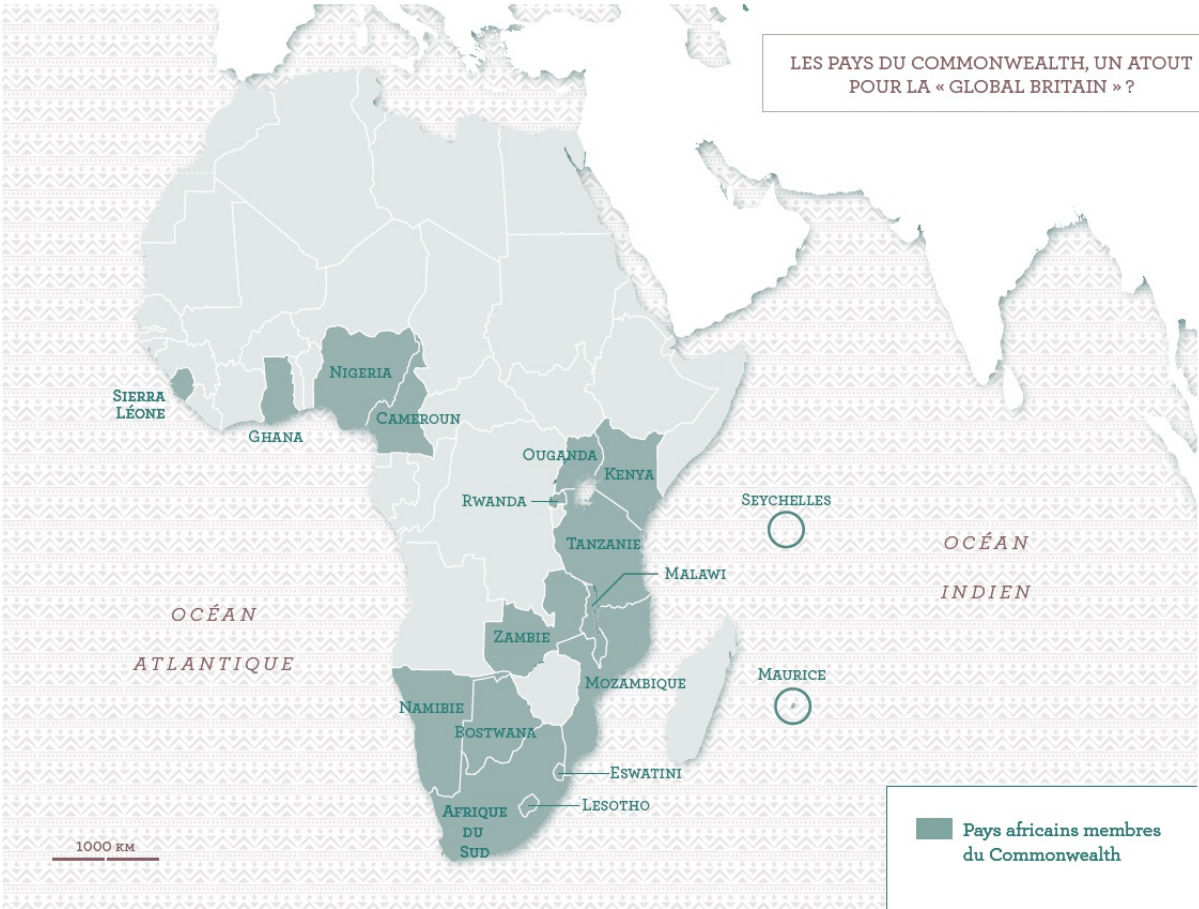 LES PAYS DU COMMONWEALTH, UN ATOUT
POUR LA « GLOBAL BRITAIN » ?
NIGERIA
SIERRA
LÉONE
CAMEROUN
GHANA
OUGANDA
KENYA
RWANDA
SEYCHELLES
TANZANIE
OCÉAN
INDIEN
MALAWI
OCÉAN
ATLANTIQUE
ZAMBIE
MOZAMBIQUE
MAURICE
NAMIBIE
BOSTWANA
ESWATINI
LESOTHO
AFRIQUE
DU
SUD
1000 KM
Pays africains membres
du Commonwealth